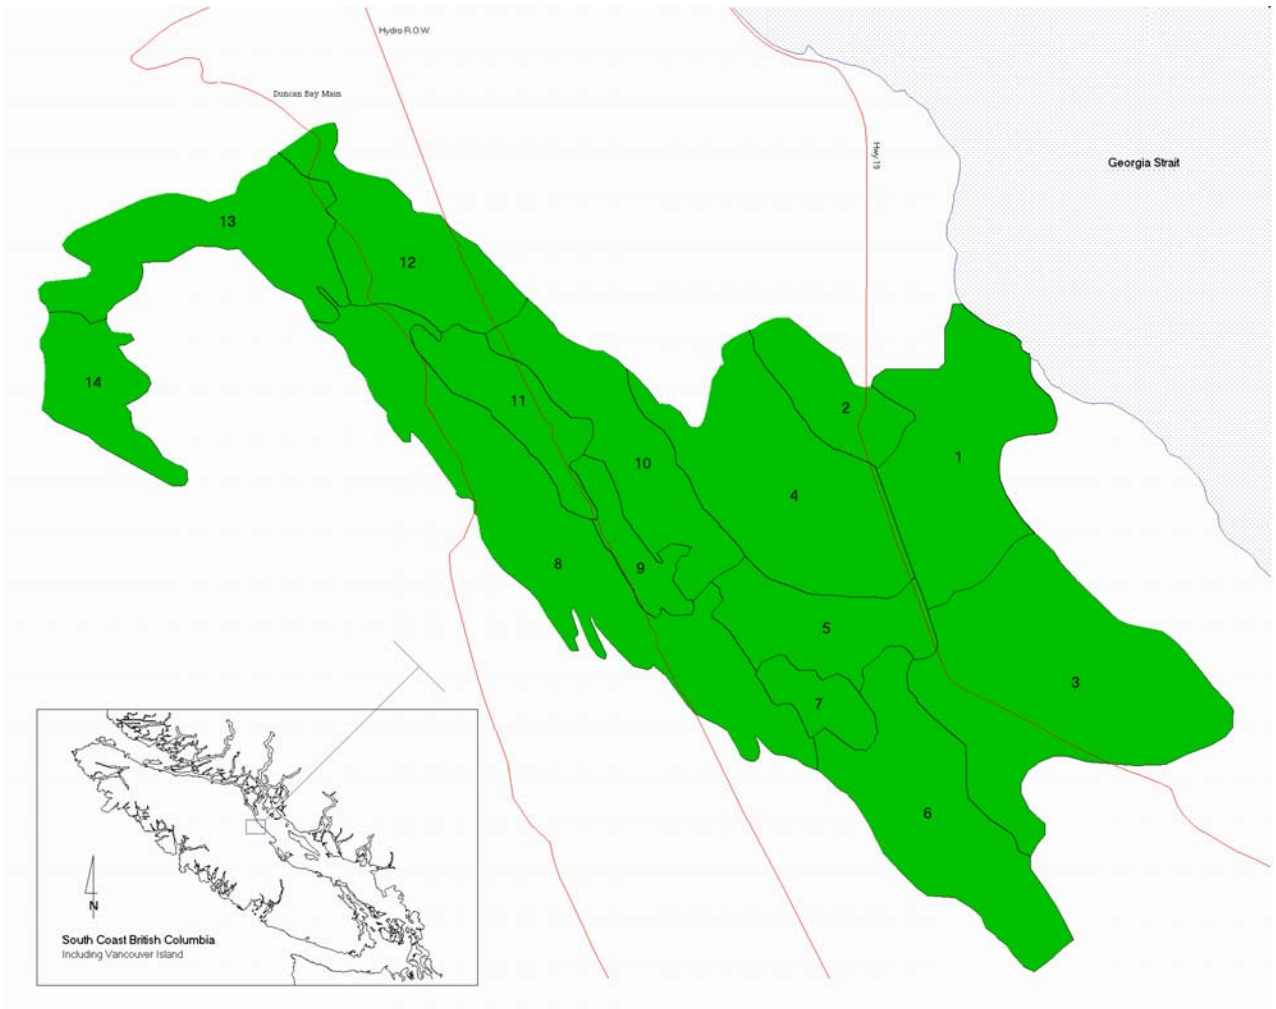 Hydro R.O.W.
Duncan Bay Main
Hwy 19
Georgia Strait
13
12
14
2
11
1
10
4
8
9
5
3
7
6
N
South Coast British Columbia
Including Vancouver Island